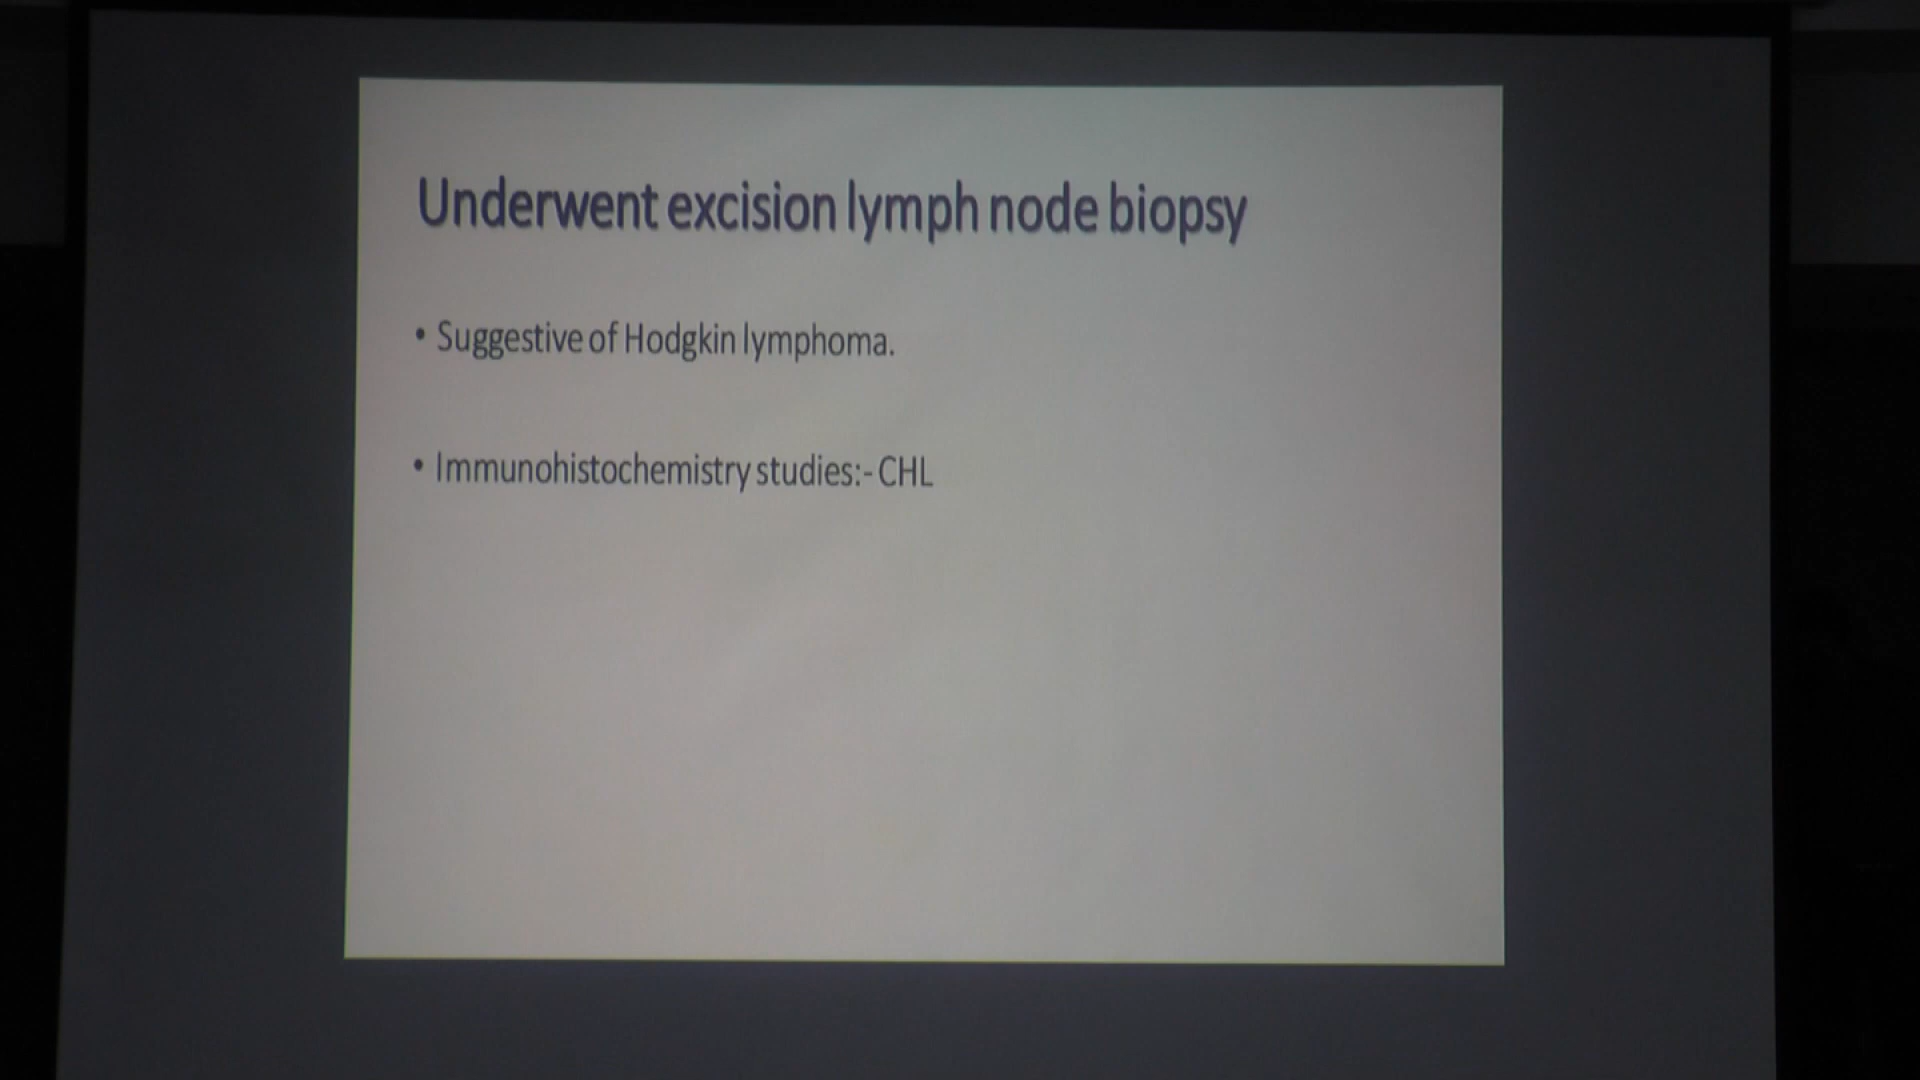 Underwent excision lymph node biopsy
• Suggestive of Hodgkin lymphoma.
• Immunohistochemistry studies:- CHL